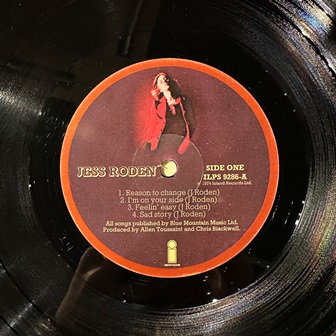 JESS RODEN
SIDE ONE
ILPS 9286-A
℗ 1974 Island Records Ltd.
1. Reason to change (J Roden)
2. I'm on your side (J Roden)
3. Feelin' easy (J Roden)
4. Sad story (J Roden)
All songs published by Blue Mountain Music Ltd.
Produced by Allen Toussaint and Chris Blackwell.